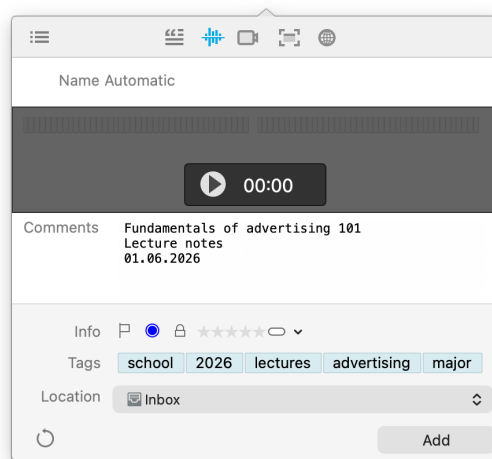 Name Automatic
00:00
Comments
Fundamentals of advertising 101
Lecture notes
01.06.2026
Info
Tags school 2026 lectures advertising major
Location Inbox
Add